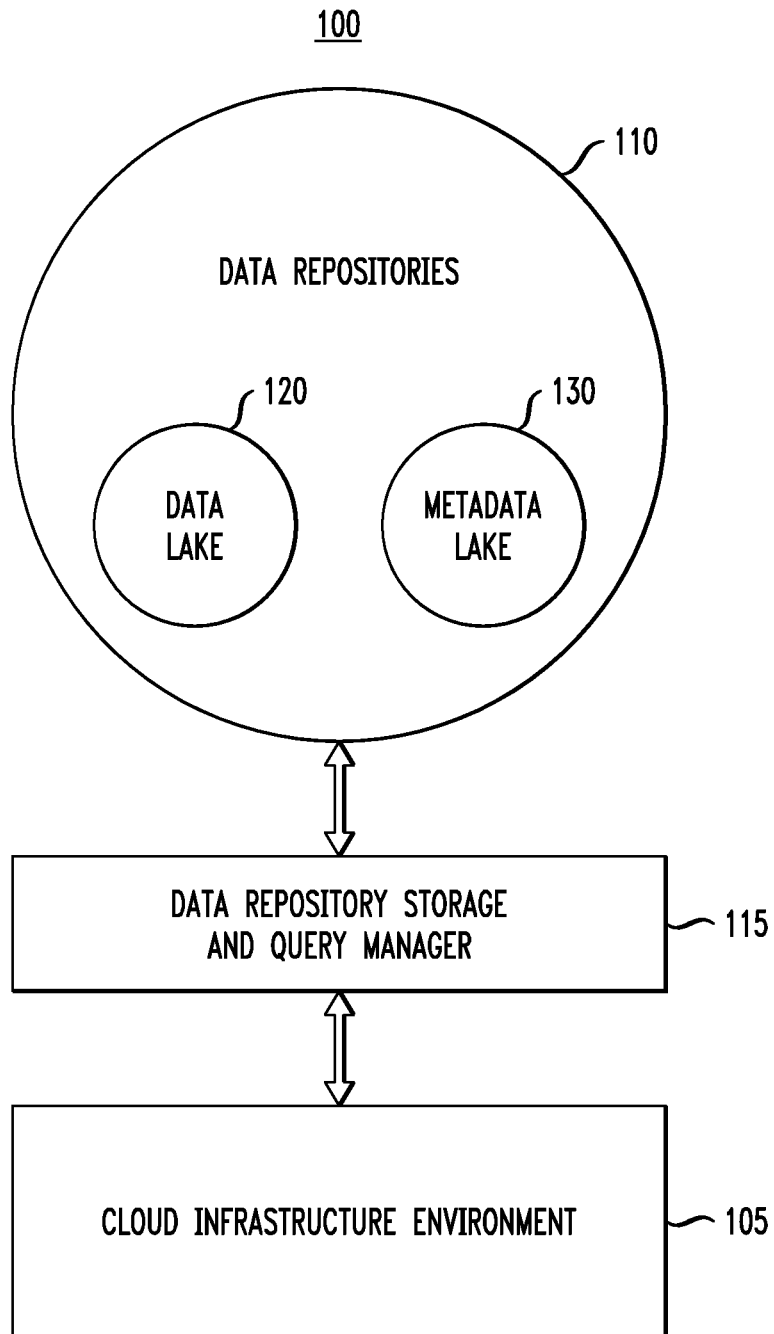 100
110
DATA REPOSITORIES
120
130
DATA
LAKE
METADATA
LAKE
DATA REPOSITORY STORAGE
AND QUERY MANAGER
115
CLOUD INFRASTRUCTURE ENVIRONMENT
105